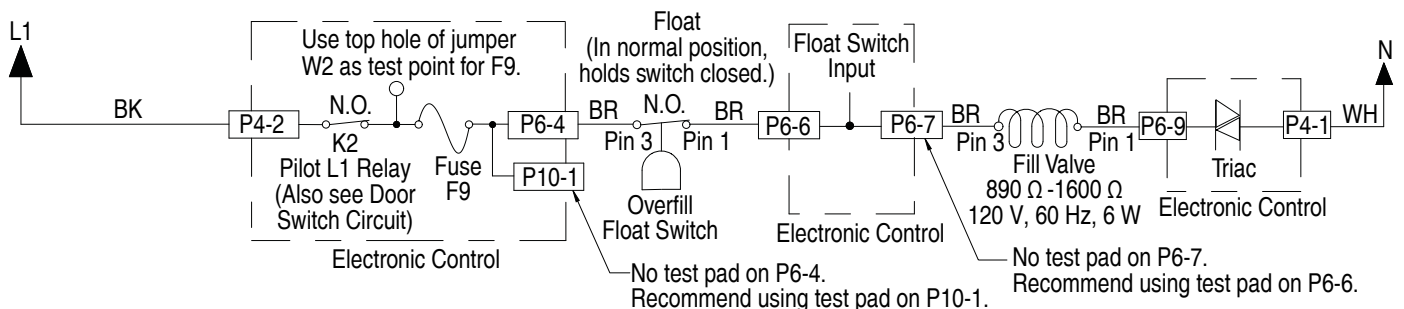 L1
BK
Use top hole of jumper
W2 as test point for F9.
P4-2
N.O.
K2
Pilot L1 Relay
(Also see Door
Switch Circuit)
Fuse
F9
P6-4
P10-1
Electronic Control
BR
Pin 3
Float
(In normal position,
holds switch closed.)
N.O.
BR
Pin 1
Overfill
Float Switch
No test pad on P6-4.
Recommend using test pad on P10-1.
Float Switch
Input
P6-6
P6-7
Electronic Control
BR
Pin 3
Fill Valve
890 Ω -1600 Ω
120 V, 60 Hz, 6 W
BR
Pin 1
No test pad on P6-7.
Recommend using test pad on P6-6.
P6-9
Triac
P4-1
Electronic Control
WH
N